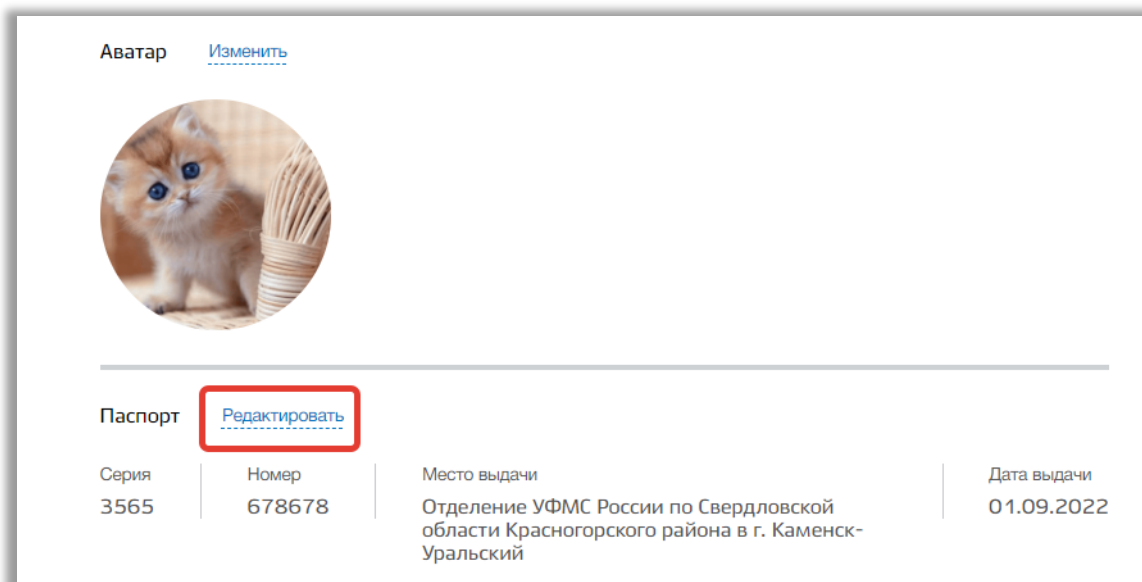 Аватар Изменить
Паспорт Редактировать
Серия Номер Место выдачи Дата выдачи
3565 678678 Отделение УФМС России по Свердловской 01.09.2022
области Красногорского района в г. Каменск-
Уральский